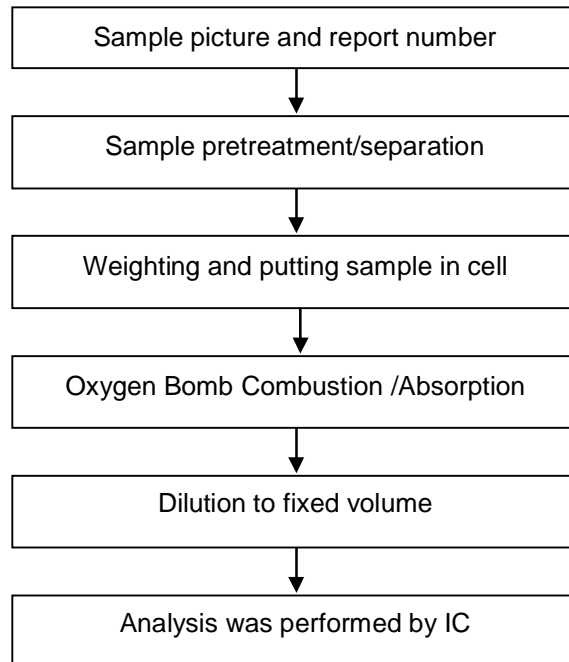 Sample picture and report number
Sample pretreatment/separation
Weighting and putting sample in cell
Oxygen Bomb Combustion /Absorption
Dilution to fixed volume
Analysis was performed by IC